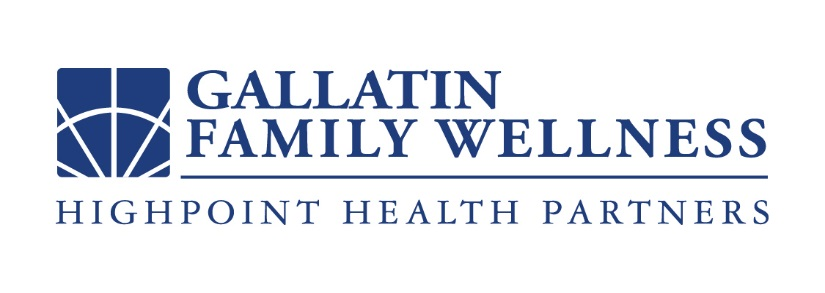 GALLATIN
FAMILY WELLNESS
HIGHPOINT HEALTH PARTNERS